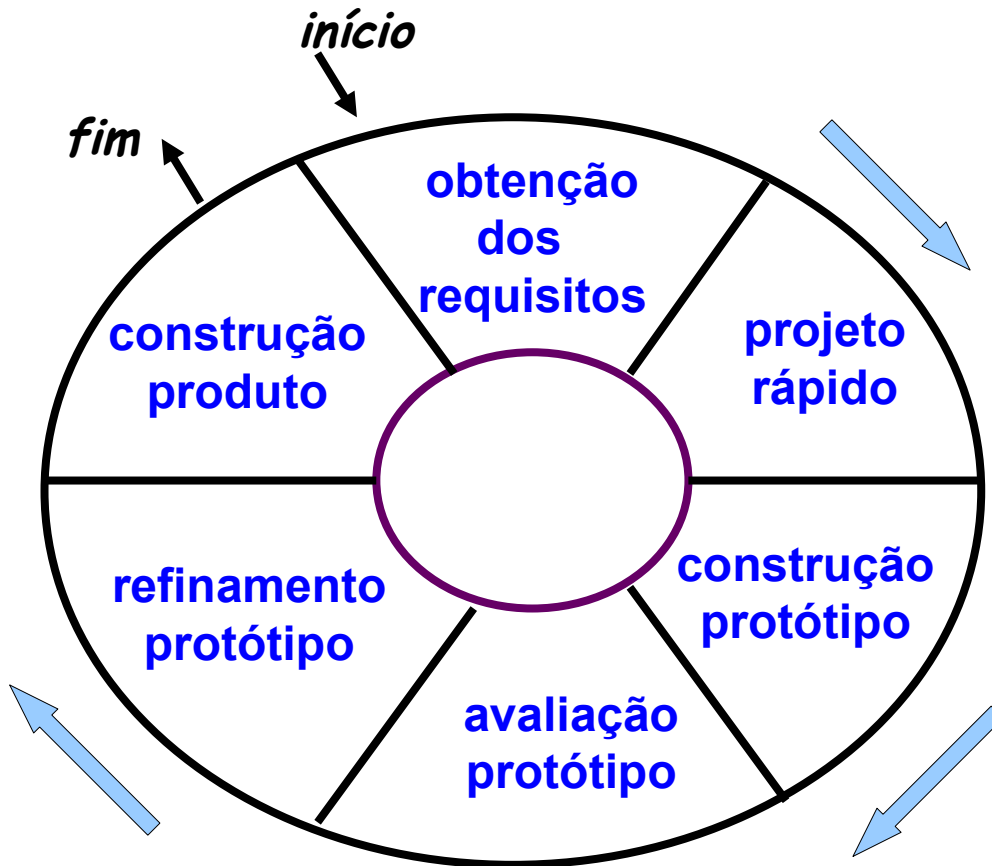 início
fim
obtenção
dos
requisitos
projeto
rápido
construção
protótipo
avaliação
protótipo
refinamento
protótipo
construção
produto